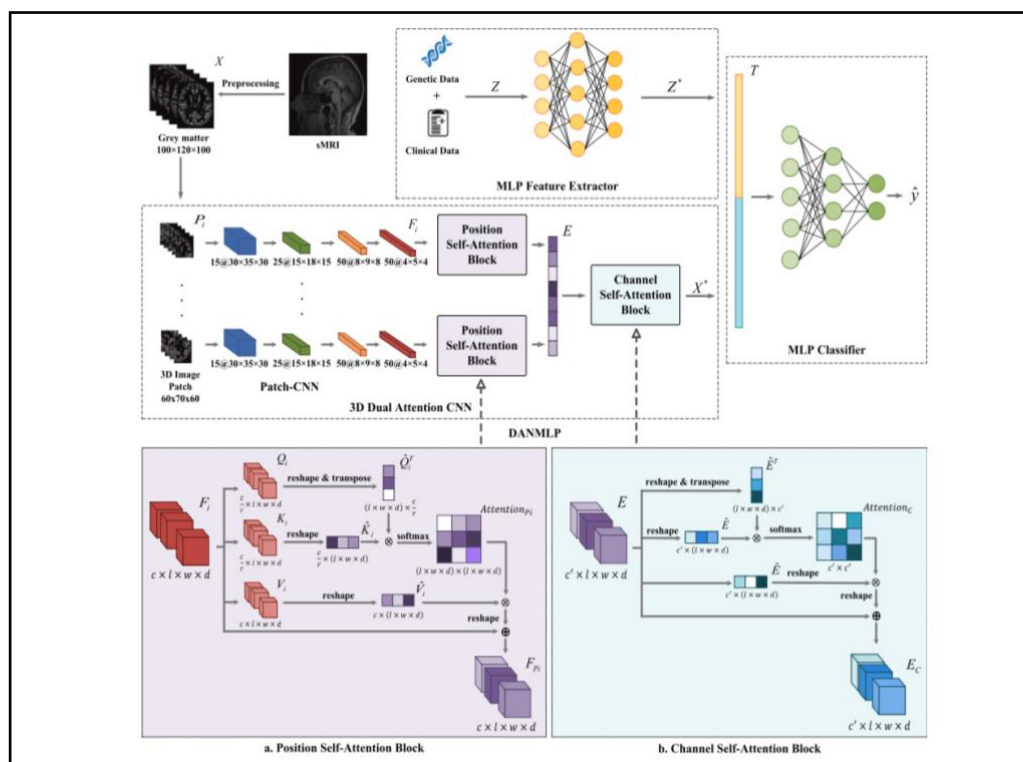 X
Preprocessing
Grey matter
100×120×100
sMRI
Genetic Data
+
Clinical Data
Z
Z*
MLP Feature Extractor
T
ŷ
MLP Classifier
P_i
F_i
15@30×35×30 25@15×18×15 50@8×9×8 50@4×5×4
Position
Self-Attention
Block
E
Channel
Self-Attention
Block
X*
. . .
. . .
15@30×35×30 25@15×18×15 50@8×9×8 50@4×5×4
Position
Self-Attention
Block
3D Image
Patch
60x70x60
Patch-CNN
3D Dual Attention CNN
DANMLP
F_i
c × l × w × d
Q_i
c/r × l × w × d
reshape & transpose
Q̂_i^T
(l × w × d) × c/r
K_i
c/r × l × w × d
reshape
K̂_i
c/r × (l × w × d)
⊗
softmax
Attention_{Pi}
(l × w × d) × (l × w × d)
V_i
c × l × w × d
reshape
V̂_i
c × (l × w × d)
⊗
reshape
⊕
F_{Pi}
c × l × w × d
a. Position Self-Attention Block
E
c′ × l × w × d
reshape & transpose
Ê^T
(l × w × d) × c′
reshape
Ê
c′ × (l × w × d)
⊗
softmax
Attention_C
c′ × c′
Ê
reshape
c′ × (l × w × d)
⊗
reshape
⊕
E_C
c′ × l × w × d
b. Channel Self-Attention Block